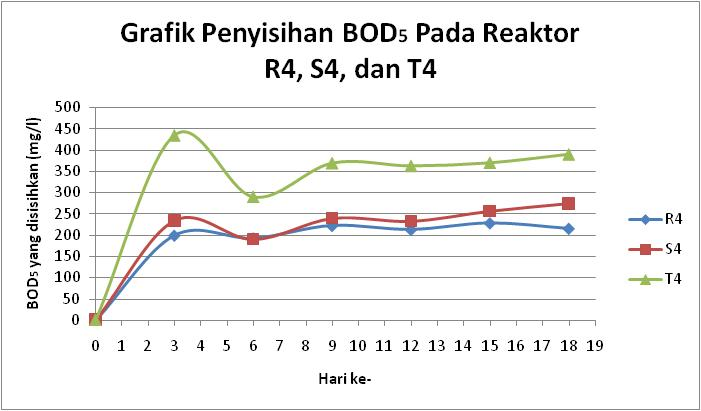 Grafik Penyisihan BOD5 Pada Reaktor
R4, S4, dan T4
BOD5 yang disisihkan (mg/l)
500
450
400
350
300
250
200
150
100
50
0
0 1 2 3 4 5 6 7 8 9 10 11 12 13 14 15 16 17 18 19
Hari ke-
R4
S4
T4